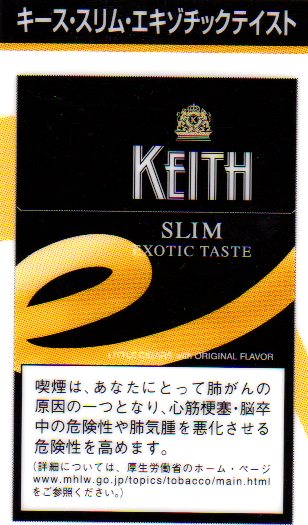 キース・スリム・エキゾチックテイスト
KEITH
SLIM
EXOTIC TASTE
LITTLE CIGARS with ORIGINAL FLAVOR
喫煙は、あなたにとって肺がんの
原因の一つとなり、心筋梗塞・脳卒
中の危険性や肺気腫を悪化させる
危険性を高めます。
(詳細については、厚生労働省のホーム・ページ
www.mhlw.go.jp/topics/tobacco/main.html
をご参照ください。)